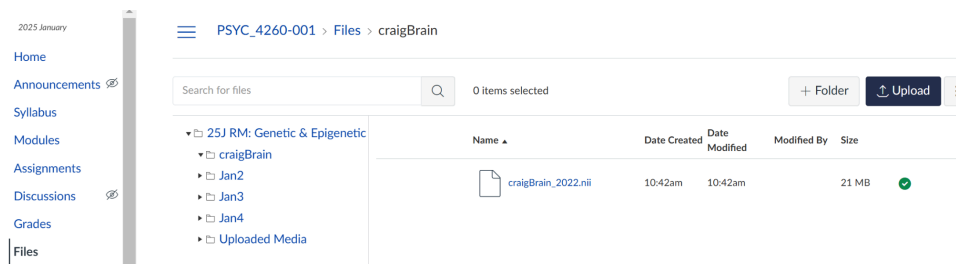 2025 January
PSYC_4260-001 > Files > craigBrain
Home
Announcements
Syllabus
Modules
Assignments
Discussions
Grades
Files
Search for files
0 items selected
+ Folder
Upload
25J RM: Genetic & Epigenetic
craigBrain
Jan2
Jan3
Jan4
Uploaded Media
Name Date Created Date Modified Modified By Size
craigBrain_2022.nii 10:42am 10:42am 21 MB